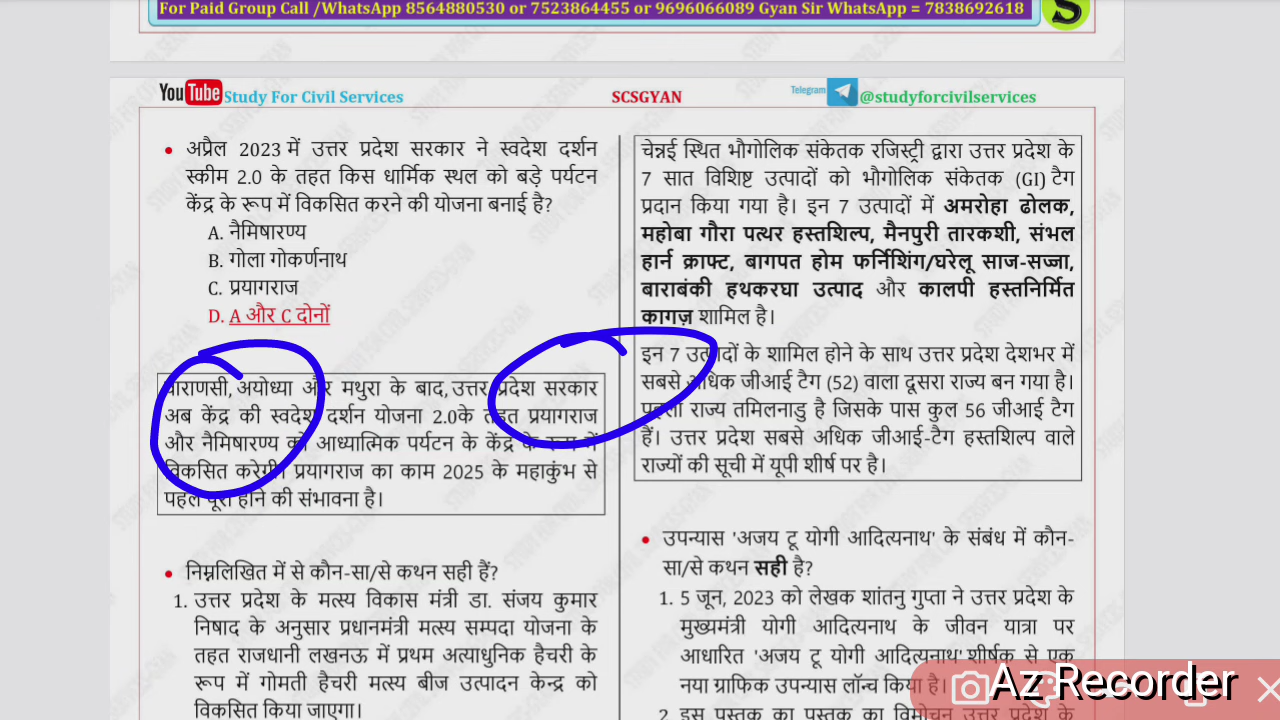 For Paid Group Call /WhatsApp 8564880530 or 7523864455 or 9696066089 Gyan Sir WhatsApp = 7838692618
S
YouTube Study For Civil Services
SCSGYAN
Telegram @studyforcivilservices
• अप्रैल 2023 में उत्तर प्रदेश सरकार ने स्वदेश दर्शन
स्कीम 2.0 के तहत किस धार्मिक स्थल को बड़े पर्यटन
केंद्र के रूप में विकसित करने की योजना बनाई है?
A. नैमिषारण्य
B. गोला गोकर्णनाथ
C. प्रयागराज
D. A और C दोनों
वाराणसी, अयोध्या और मथुरा के बाद, उत्तर प्रदेश सरकार
अब केंद्र की स्वदेश दर्शन योजना 2.0के तहत प्रयागराज
और नैमिषारण्य को आध्यात्मिक पर्यटन के केंद्र के रूप में
विकसित करेगी। प्रयागराज का काम 2025 के महाकुंभ से
पहले पूरा होने की संभावना है।
• निम्नलिखित में से कौन-सा/से कथन सही हैं?
1. उत्तर प्रदेश के मत्स्य विकास मंत्री डा. संजय कुमार
निषाद के अनुसार प्रधानमंत्री मत्स्य सम्पदा योजना के
तहत राजधानी लखनऊ में प्रथम अत्याधुनिक हैचरी के
रूप में गोमती हैचरी मत्स्य बीज उत्पादन केन्द्र को
विकसित किया जाएगा।
चेन्नई स्थित भौगोलिक संकेतक रजिस्ट्री द्वारा उत्तर प्रदेश के
7 सात विशिष्ट उत्पादों को भौगोलिक संकेतक (GI) टैग
प्रदान किया गया है। इन 7 उत्पादों में अमरोहा ढोलक,
महोबा गौरा पत्थर हस्तशिल्प, मैनपुरी तारकशी, संभल
हार्न क्राफ्ट, बागपत होम फर्निशिंग/घरेलू साज-सज्जा,
बाराबंकी हथकरघा उत्पाद और कालपी हस्तनिर्मित
कागज़ शामिल है।
इन 7 उत्पादों के शामिल होने के साथ उत्तर प्रदेश देशभर में
सबसे अधिक जीआई टैग (52) वाला दूसरा राज्य बन गया है।
पहला राज्य तमिलनाडु है जिसके पास कुल 56 जीआई टैग
हैं। उत्तर प्रदेश सबसे अधिक जीआई-टैग हस्तशिल्प वाले
राज्यों की सूची में यूपी शीर्ष पर है।
• उपन्यास 'अजय टू योगी आदित्यनाथ' के संबंध में कौन-
सा/से कथन सही है?
1. 5 जून, 2023 को लेखक शांतनु गुप्ता ने उत्तर प्रदेश के
मुख्यमंत्री योगी आदित्यनाथ के जीवन यात्रा पर
आधारित 'अजय टू योगी आदित्यनाथ' शीर्षक से एक
नया ग्राफिक उपन्यास लॉन्च किया है।
2. इस पुस्तक का पुस्तक का विमोचन उत्तर प्रदेश के
Az Recorder